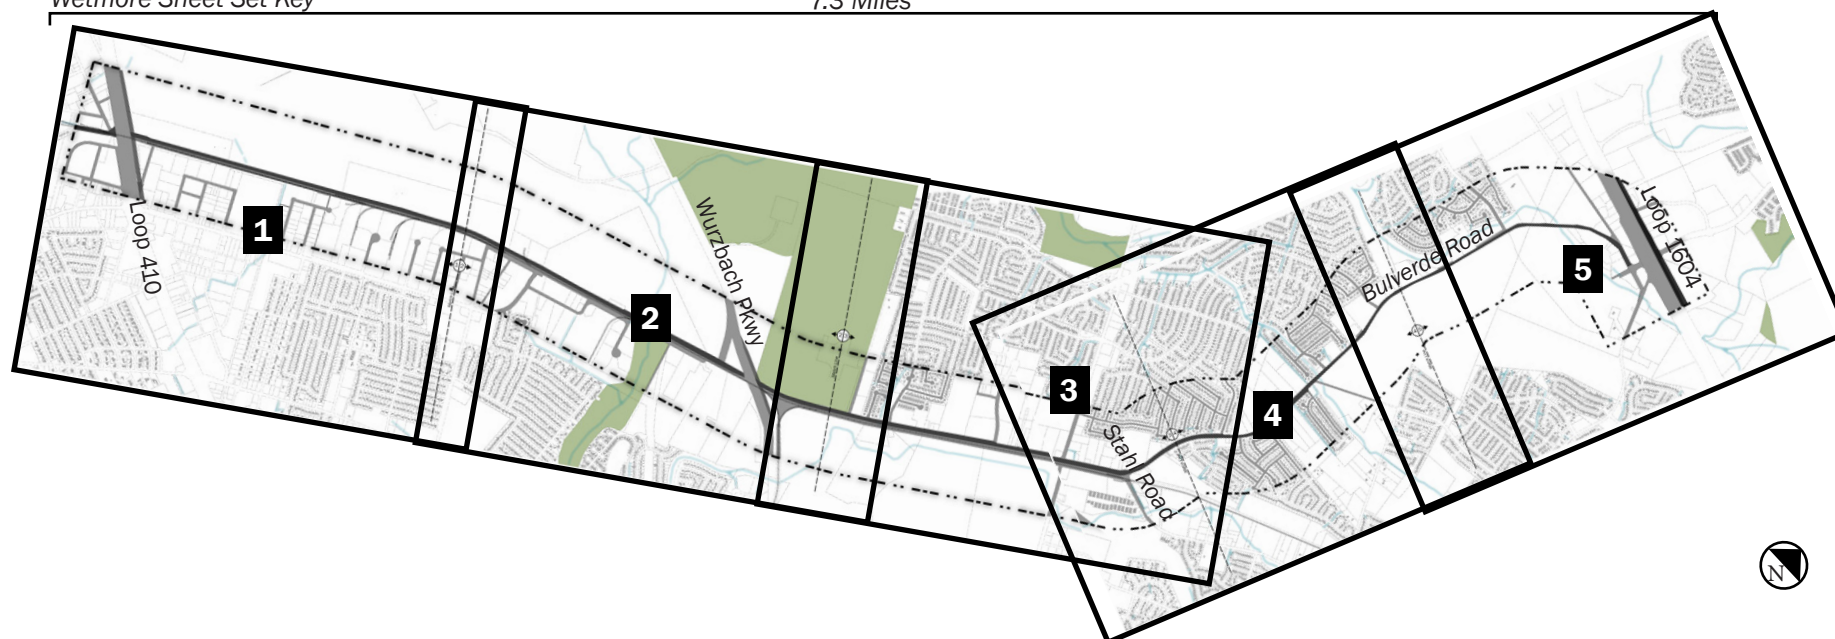 Wetmore Sheet Set Key
7.3 Miles
1
Loop 410
2
Wurzbach Pkwy
3
Stah Road
4
Bulverde Road
5
Loop 1604
N